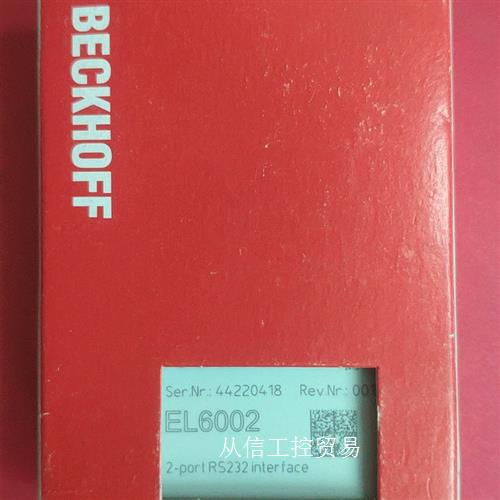 BECKHOFF
Ser.Nr.: 44220418 Rev.Nr.: 001
EL6002
从信工控贸易
2-port RS232 interface